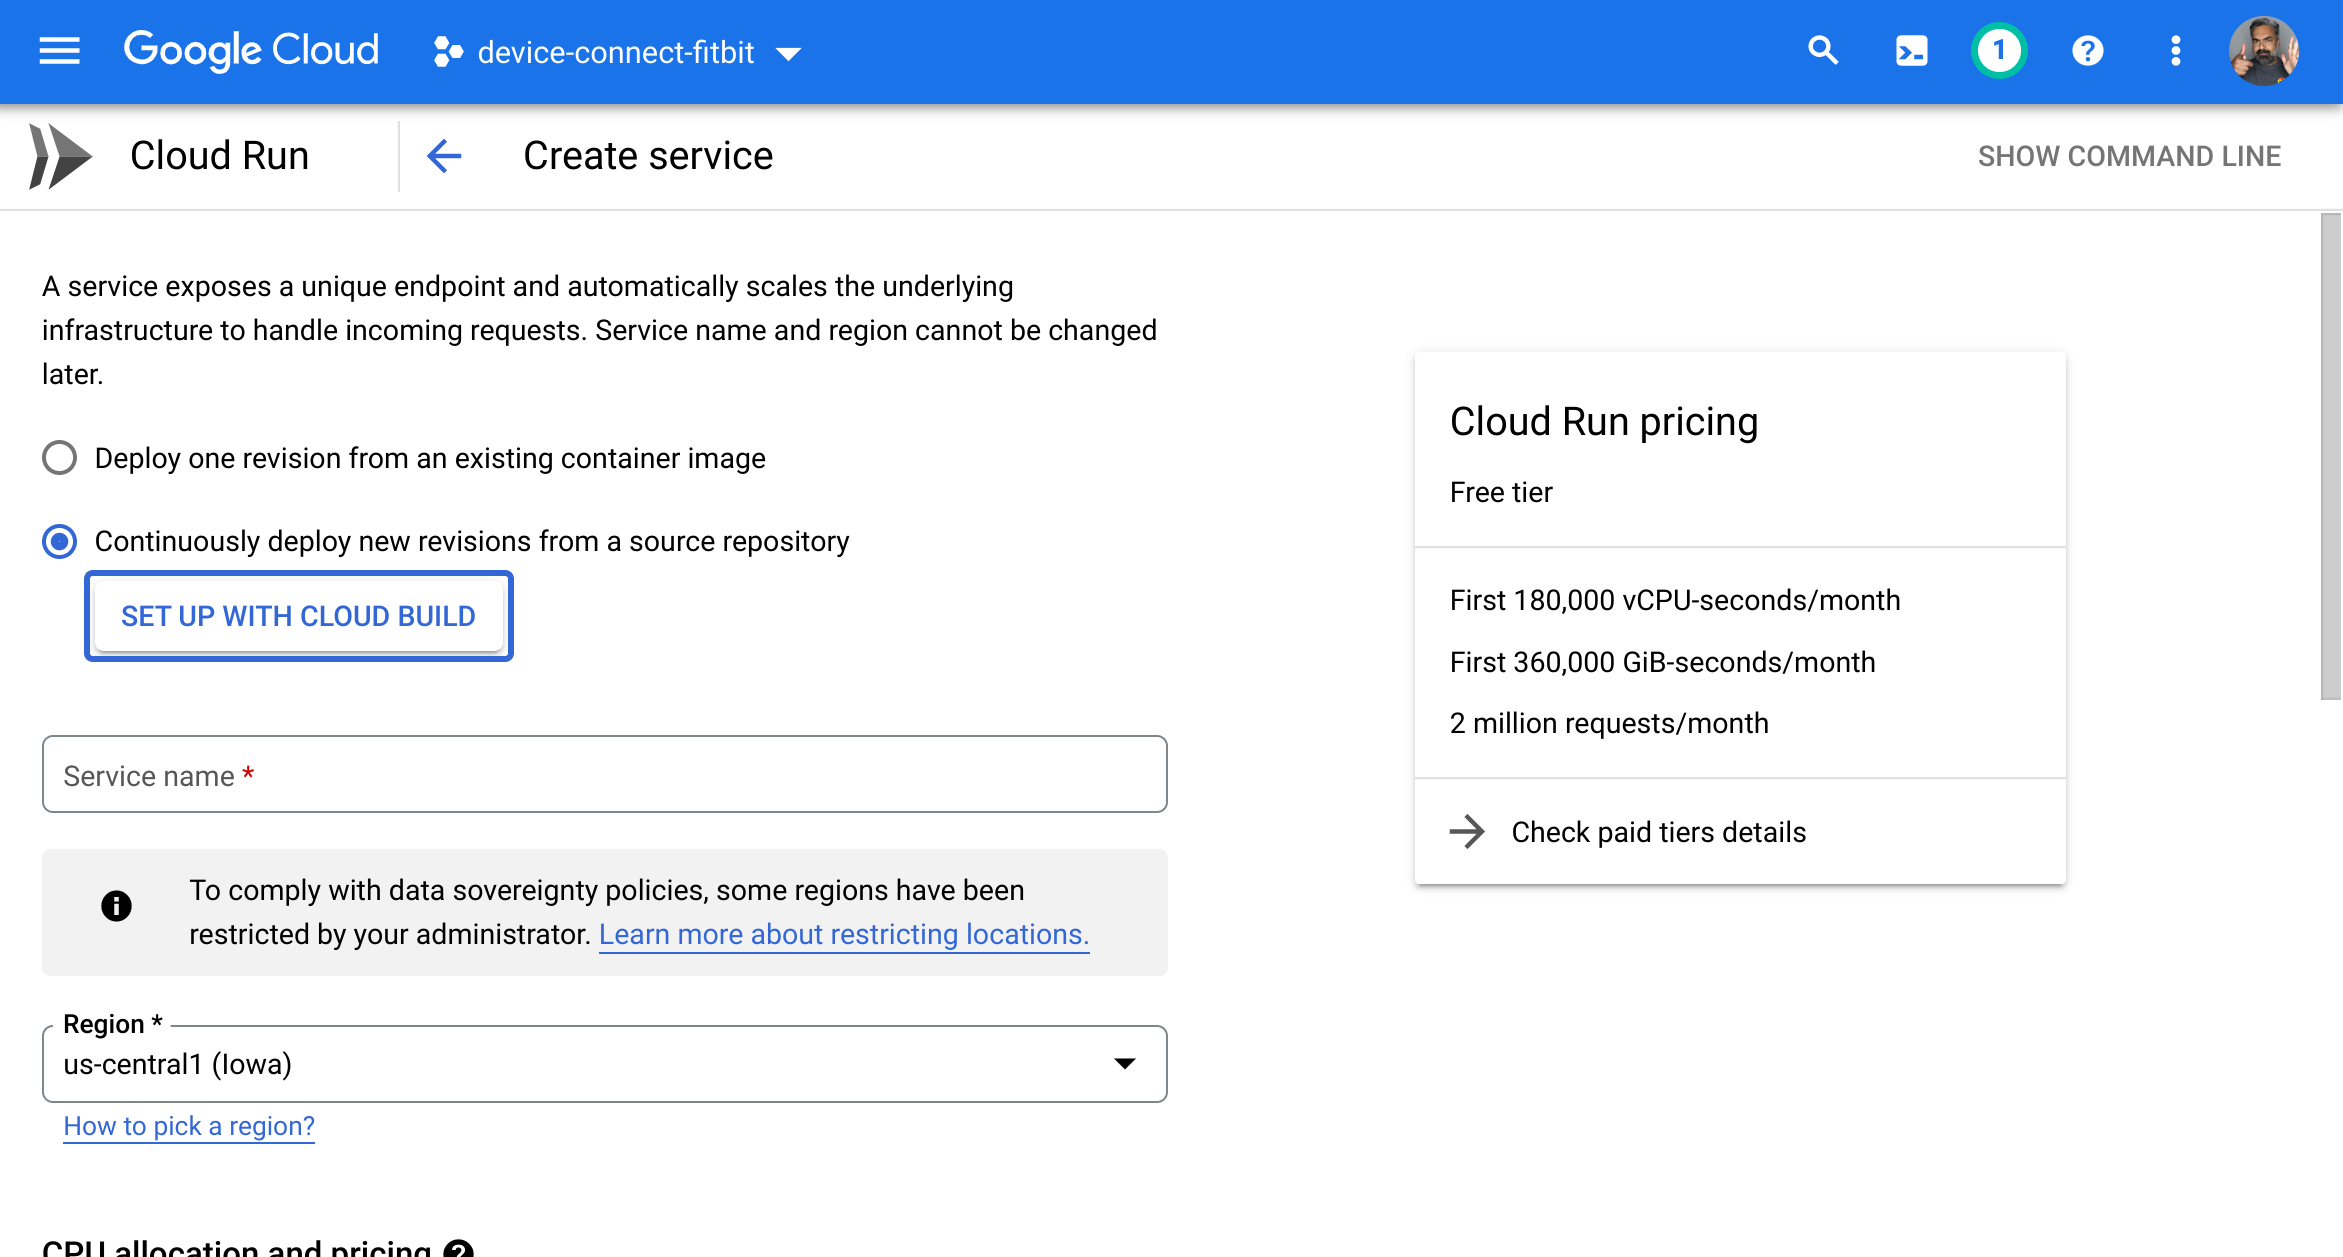 Google Cloud
device-connect-fitbit
1
Cloud Run
Create service
SHOW COMMAND LINE
A service exposes a unique endpoint and automatically scales the underlying
infrastructure to handle incoming requests. Service name and region cannot be changed
later.
Deploy one revision from an existing container image
Continuously deploy new revisions from a source repository
SET UP WITH CLOUD BUILD
Service name *
To comply with data sovereignty policies, some regions have been
restricted by your administrator. Learn more about restricting locations.
Region *
us-central1 (Iowa)
How to pick a region?
CPU allocation and pricing
Cloud Run pricing
Free tier
First 180,000 vCPU-seconds/month
First 360,000 GiB-seconds/month
2 million requests/month
Check paid tiers details